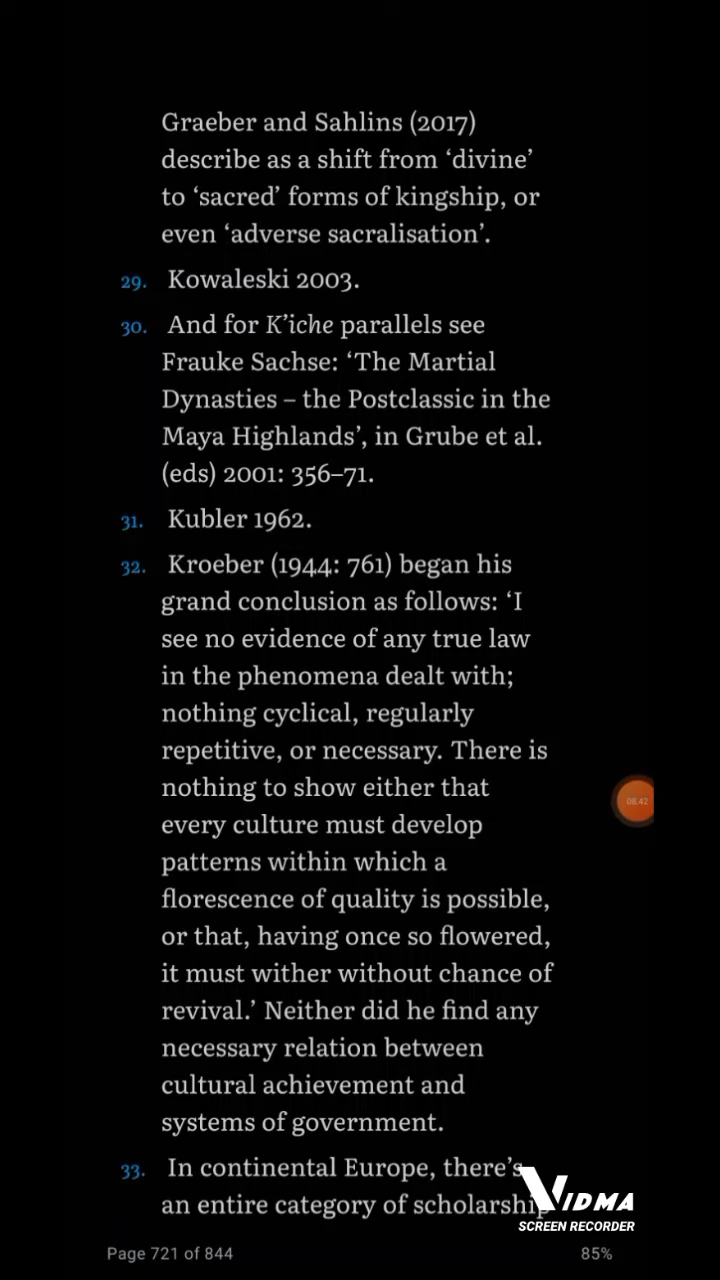 Graeber and Sahlins (2017)
describe as a shift from ‘divine’
to ‘sacred’ forms of kingship, or
even ‘adverse sacralisation’.
29. Kowaleski 2003.
30. And for K’iche parallels see
Frauke Sachse: ‘The Martial
Dynasties – the Postclassic in the
Maya Highlands’, in Grube et al.
(eds) 2001: 356–71.
31. Kubler 1962.
32. Kroeber (1944: 761) began his
grand conclusion as follows: ‘I
see no evidence of any true law
in the phenomena dealt with;
nothing cyclical, regularly
repetitive, or necessary. There is
nothing to show either that
every culture must develop
patterns within which a
florescence of quality is possible,
or that, having once so flowered,
it must wither without chance of
revival.’ Neither did he find any
necessary relation between
cultural achievement and
systems of government.
33. In continental Europe, there’s
an entire category of scholarship
08:42
VIDMA
SCREEN RECORDER
Page 721 of 844
85%